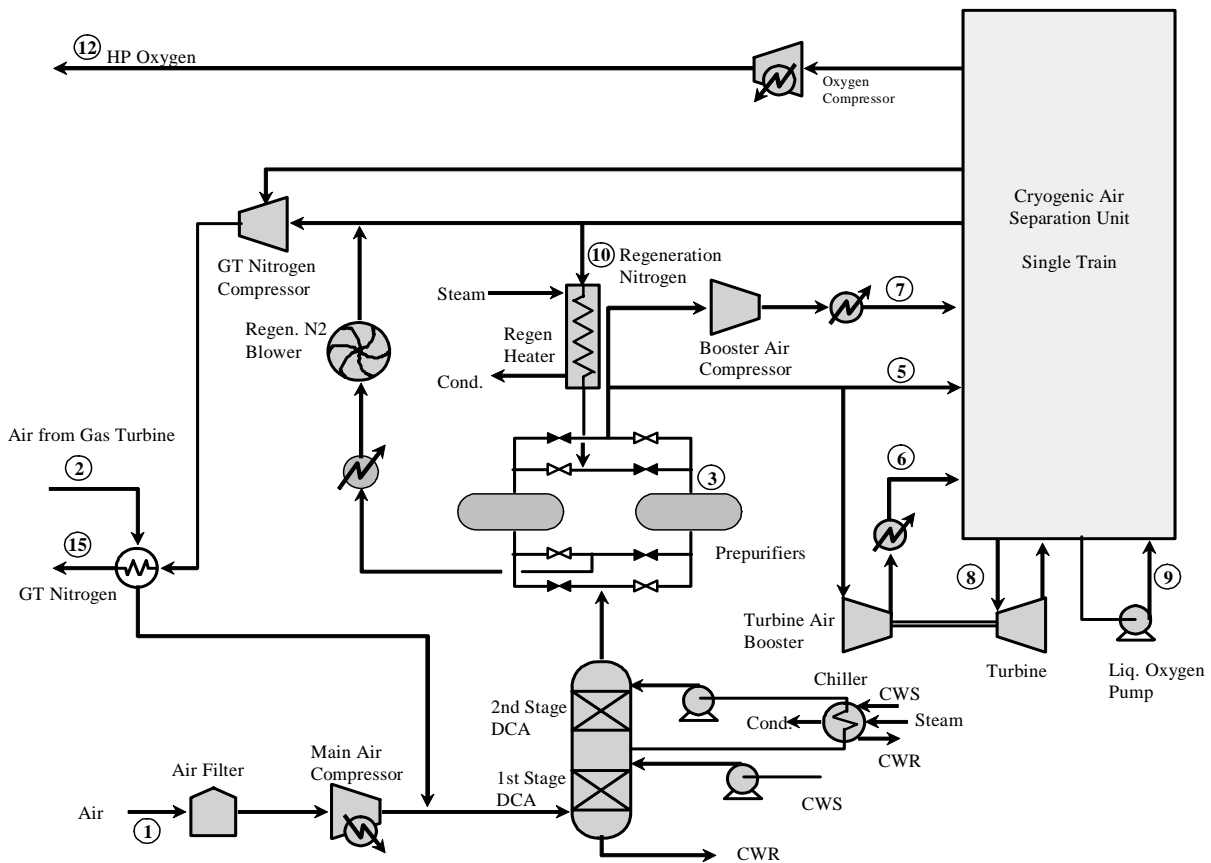 12
HP Oxygen
Oxygen
Compressor
Cryogenic Air
Separation Unit
Single Train
GT Nitrogen
Compressor
10
Regeneration
Nitrogen
Steam
7
Regen. N2
Blower
Regen
Heater
Booster Air
Compressor
Cond.
5
Air from Gas Turbine
2
6
3
15
Prepurifiers
GT Nitrogen
8
9
Turbine Air
Booster
Turbine
Liq. Oxygen
Pump
Chiller
CWS
2nd Stage
DCA
Cond.
Steam
CWR
Main Air
Compressor
Air Filter
1st Stage
DCA
CWS
Air
1
CWR